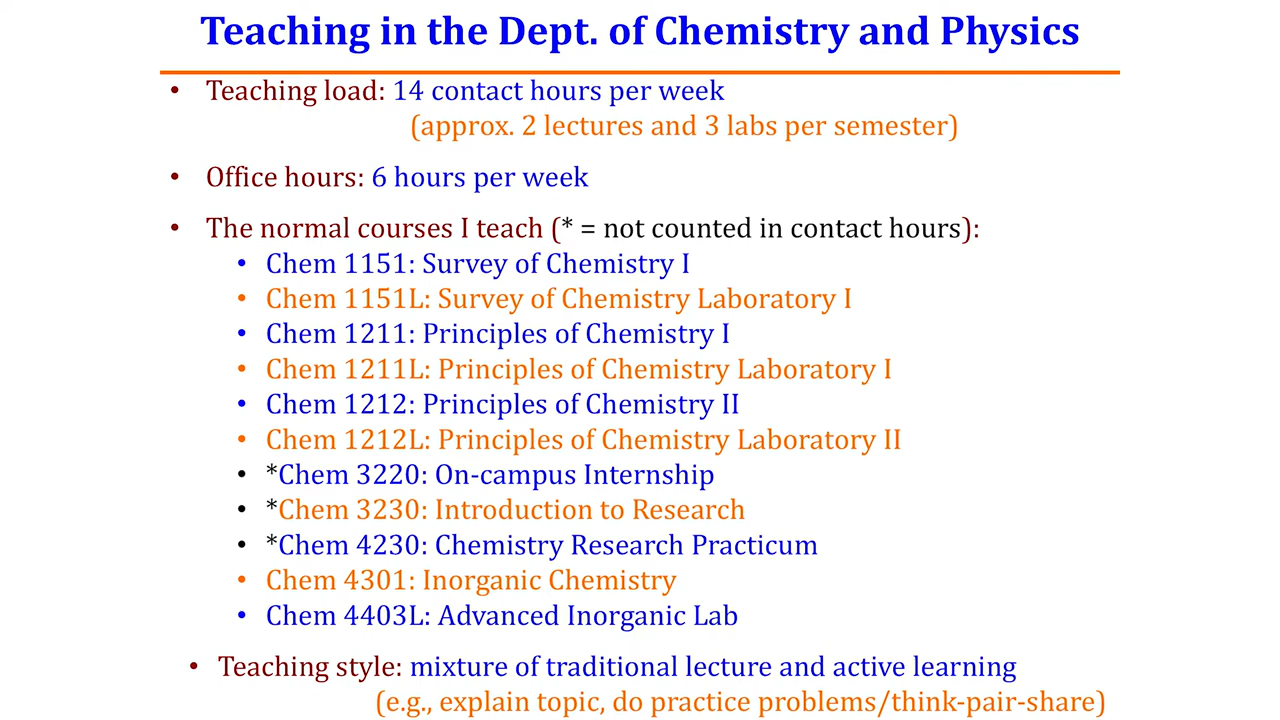 Teaching in the Dept. of Chemistry and Physics
• Teaching load: 14 contact hours per week
(approx. 2 lectures and 3 labs per semester)
• Office hours: 6 hours per week
• The normal courses I teach (* = not counted in contact hours):
• Chem 1151: Survey of Chemistry I
• Chem 1151L: Survey of Chemistry Laboratory I
• Chem 1211: Principles of Chemistry I
• Chem 1211L: Principles of Chemistry Laboratory I
• Chem 1212: Principles of Chemistry II
• Chem 1212L: Principles of Chemistry Laboratory II
• *Chem 3220: On-campus Internship
• *Chem 3230: Introduction to Research
• *Chem 4230: Chemistry Research Practicum
• Chem 4301: Inorganic Chemistry
• Chem 4403L: Advanced Inorganic Lab
• Teaching style: mixture of traditional lecture and active learning
(e.g., explain topic, do practice problems/think-pair-share)